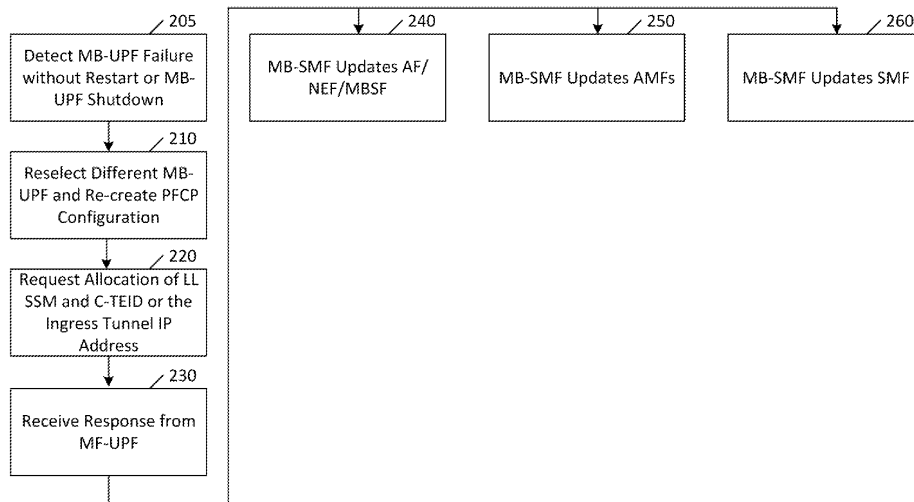 205
Detect MB-UPF Failure
without Restart or MB-
UPF Shutdown
210
Reselect Different MB-
UPF and Re-create PFCP
Configuration
220
Request Allocation of LL
SSM and C-TEID or the
Ingress Tunnel IP
Address
230
Receive Response from
MF-UPF
240
MB-SMF Updates AF/
NEF/MBSF
250
MB-SMF Updates AMFs
260
MB-SMF Updates SMF